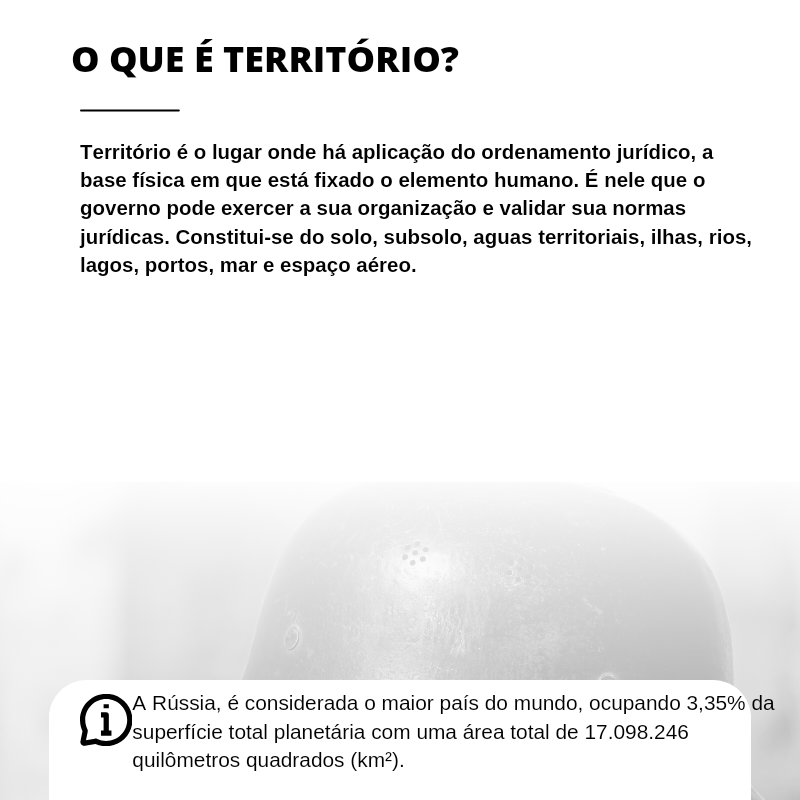 O QUE É TERRITÓRIO?
Território é o lugar onde há aplicação do ordenamento jurídico, a
base física em que está fixado o elemento humano. É nele que o
governo pode exercer a sua organização e validar sua normas
jurídicas. Constitui-se do solo, subsolo, aguas territoriais, ilhas, rios,
lagos, portos, mar e espaço aéreo.
A Rússia, é considerada o maior país do mundo, ocupando 3,35% da
superfície total planetária com uma área total de 17.098.246
quilômetros quadrados (km²).